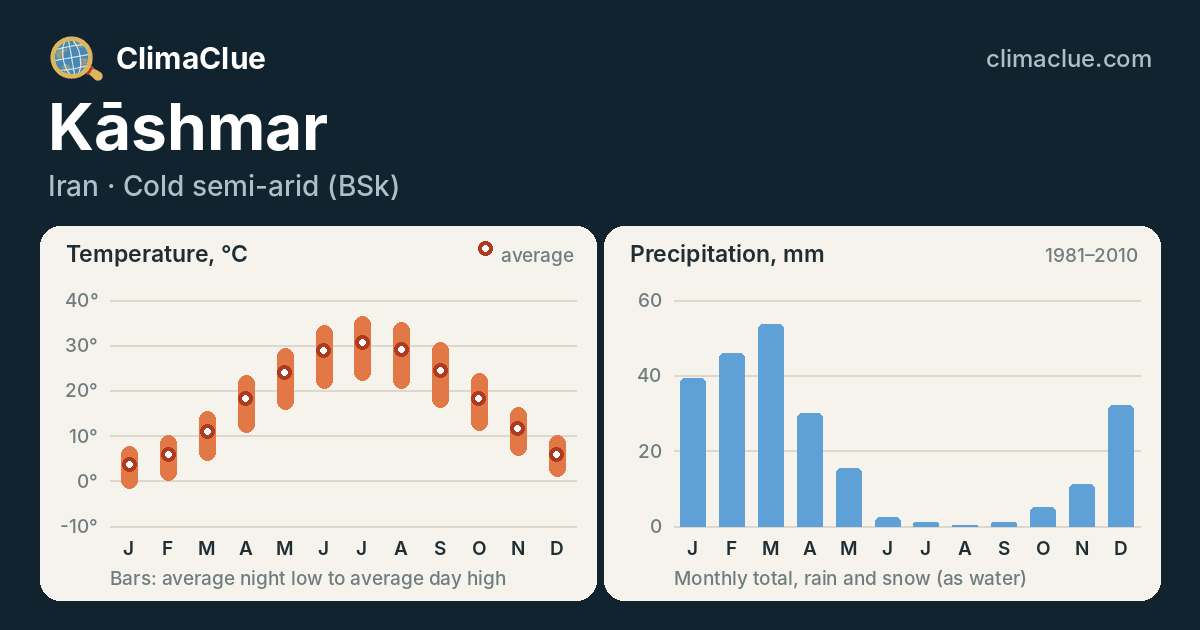 ClimaClue
climaclue.com
Kāshmar
Iran · Cold semi-arid (BSk)
Temperature, °C
average
40°
30°
20°
10°
0°
-10°
J F M A M J J A S O N D
Bars: average night low to average day high
Precipitation, mm
1981–2010
60
40
20
0
J F M A M J J A S O N D
Monthly total, rain and snow (as water)